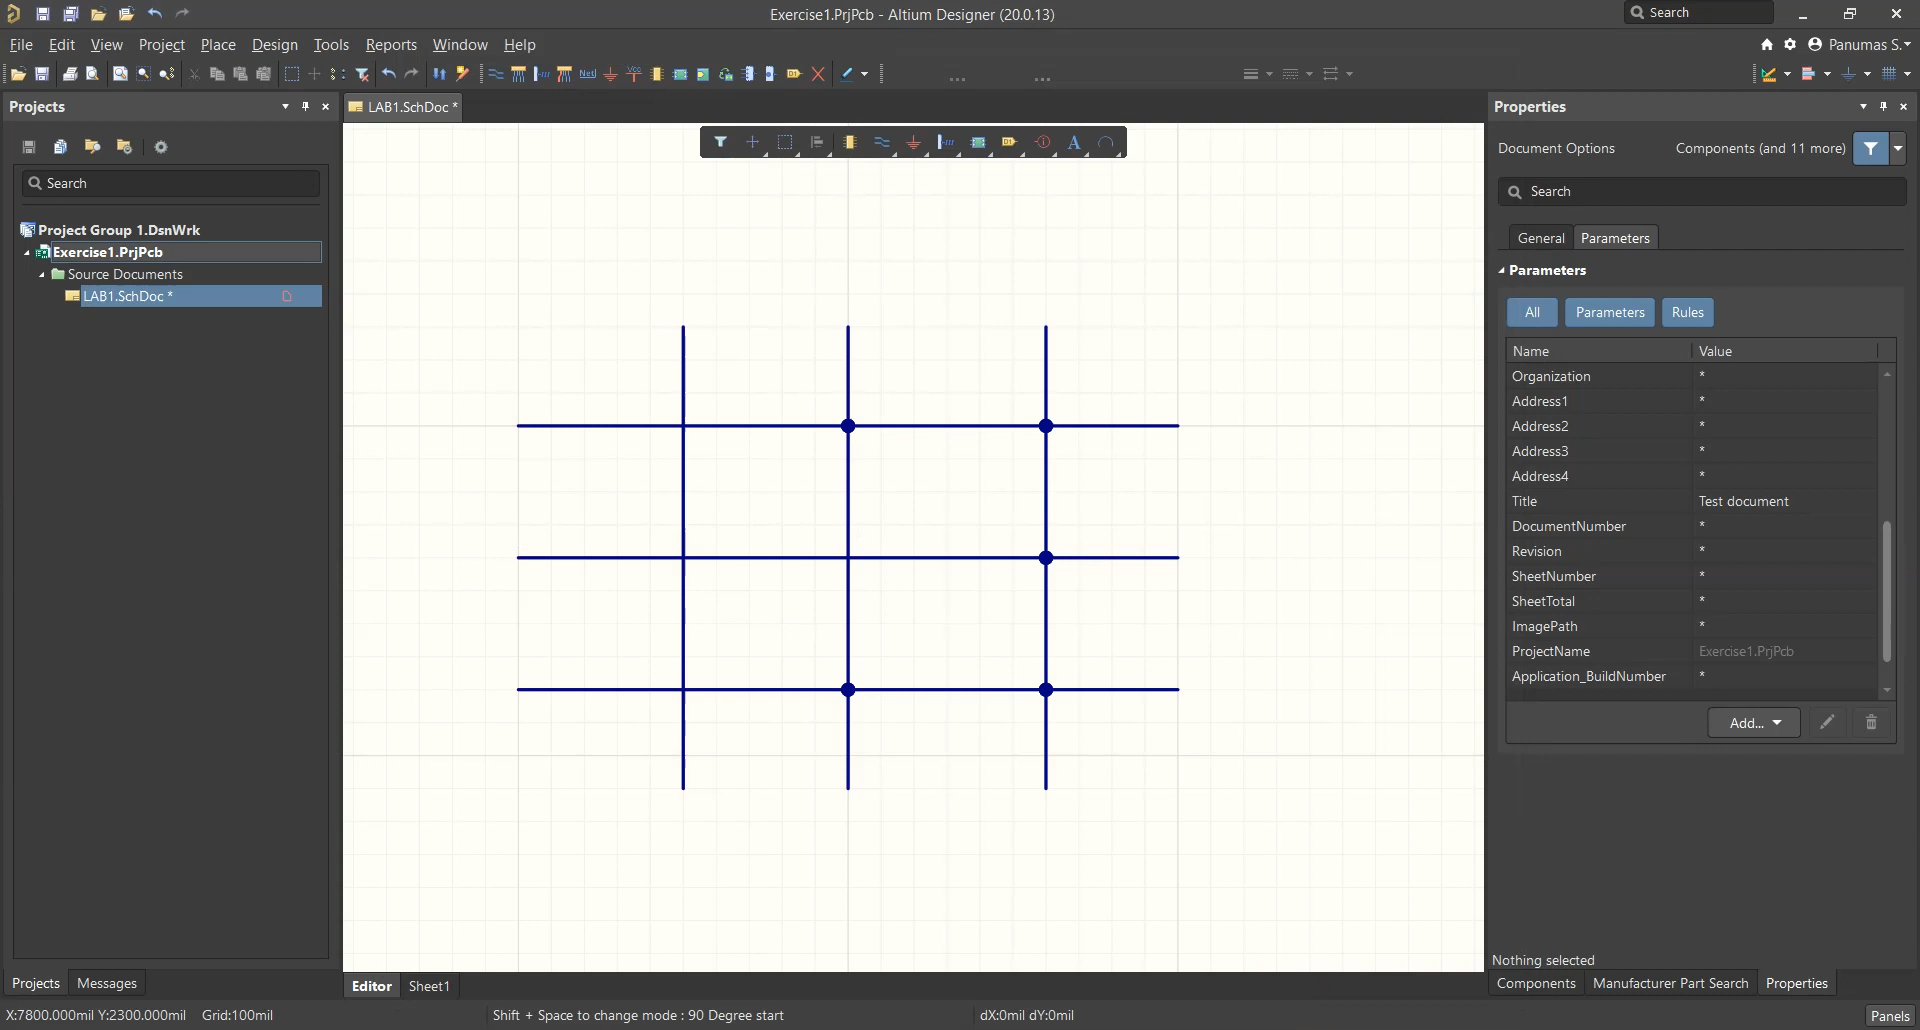 Exercise1.PrjPcb - Altium Designer (20.0.13)
Search
File Edit View Project Place Design Tools Reports Window Help
Panumas S.
Net
Vcc
D1
... ...
Projects
LAB1.SchDoc *
Properties
D1
A
Document Options
Components (and 11 more)
Search
Search
Project Group 1.DsnWrk
Exercise1.PrjPcb
Source Documents
LAB1.SchDoc *
General Parameters
Parameters
All Parameters Rules
Name Value
Organization *
Address1 *
Address2 *
Address3 *
Address4 *
Title Test document
DocumentNumber *
Revision *
SheetNumber *
SheetTotal *
ImagePath *
ProjectName Exercise1.PrjPcb
Application_BuildNumber *
Add...
Nothing selected
Projects Messages
Editor Sheet1
Components Manufacturer Part Search Properties
X:7800.000mil Y:2300.000mil Grid:100mil
Shift + Space to change mode : 90 Degree start
dX:0mil dY:0mil
Panels